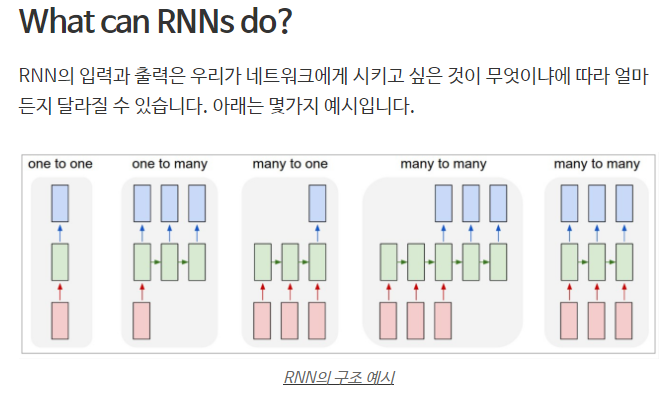 What can RNNs do?
RNN의 입력과 출력은 우리가 네트워크에게 시키고 싶은 것이 무엇이냐에 따라 얼마
든지 달라질 수 있습니다. 아래는 몇가지 예시입니다.
one to one one to many many to one many to many many to many
RNN의 구조 예시